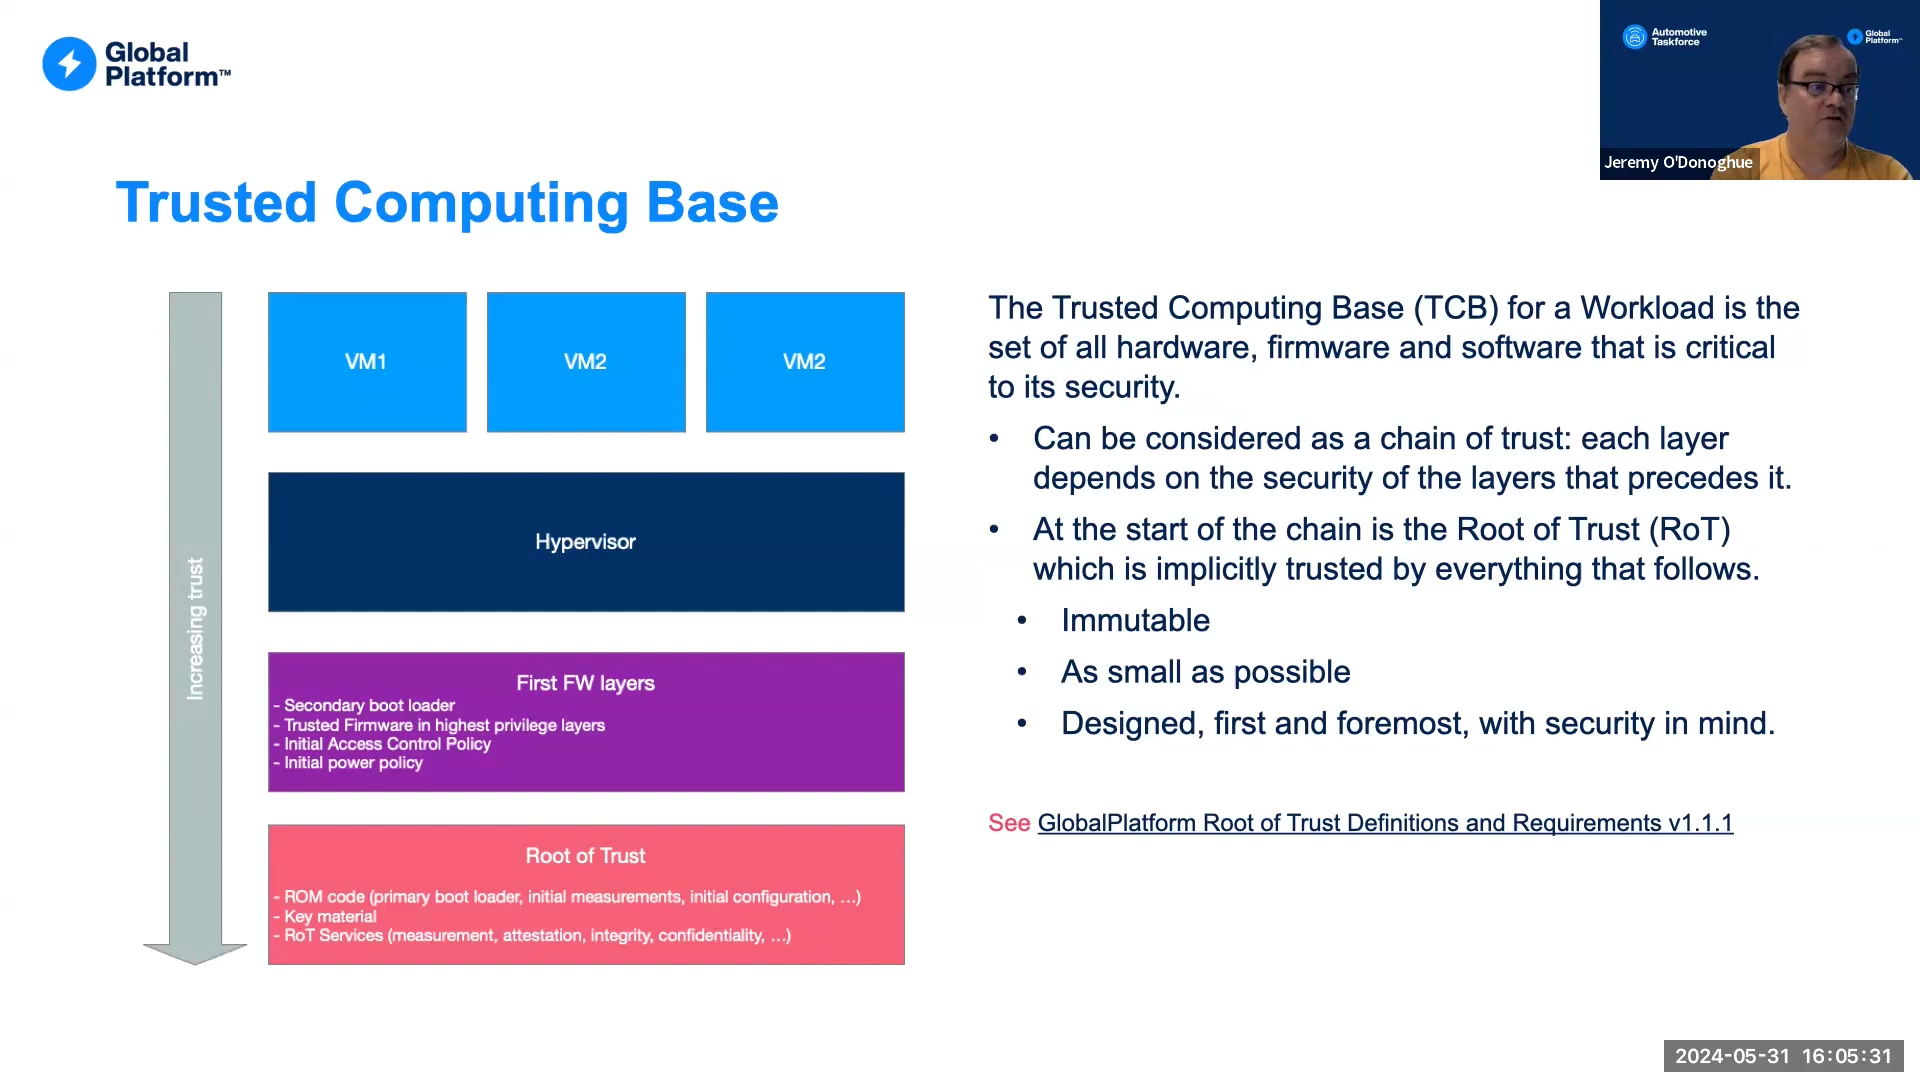 Global
Platform™
Automotive
Taskforce
Global
Platform™
Jeremy O'Donoghue
Trusted Computing Base
Increasing trust
VM1
VM2
VM2
Hypervisor
First FW layers
- Secondary boot loader
- Trusted Firmware in highest privilege layers
- Initial Access Control Policy
- Initial power policy
Root of Trust
- ROM code (primary boot loader, initial measurements, initial configuration, …)
- Key material
- RoT Services (measurement, attestation, integrity, confidentiality, …)
The Trusted Computing Base (TCB) for a Workload is the
set of all hardware, firmware and software that is critical
to its security.
• Can be considered as a chain of trust: each layer
depends on the security of the layers that precedes it.
• At the start of the chain is the Root of Trust (RoT)
which is implicitly trusted by everything that follows.
• Immutable
• As small as possible
• Designed, first and foremost, with security in mind.
See GlobalPlatform Root of Trust Definitions and Requirements v1.1.1
2024-05-31 16:05:31